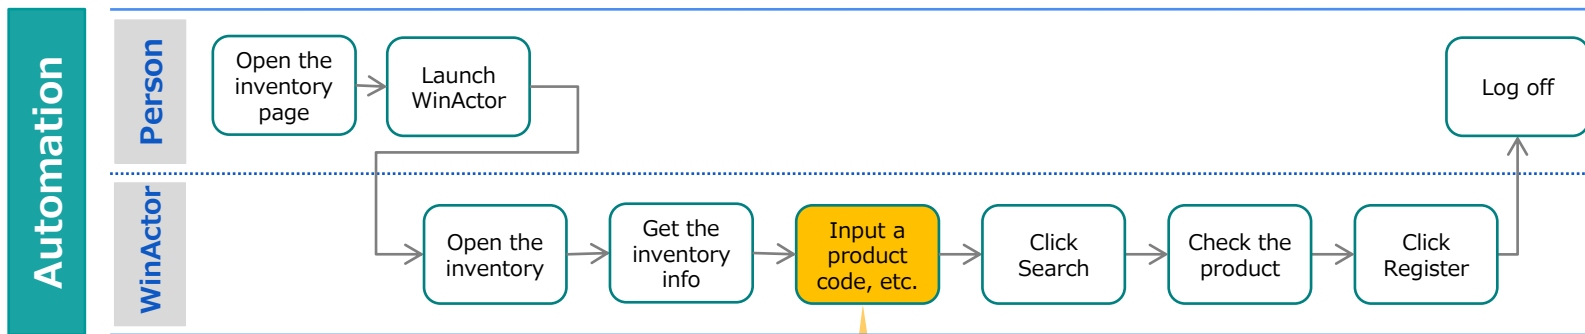 Automation
Person
Open the
inventory
page
Launch
WinActor
Log off
WinActor
Open the
inventory
Get the
inventory
info
Input a
product
code, etc.
Click
Search
Check the
product
Click
Register